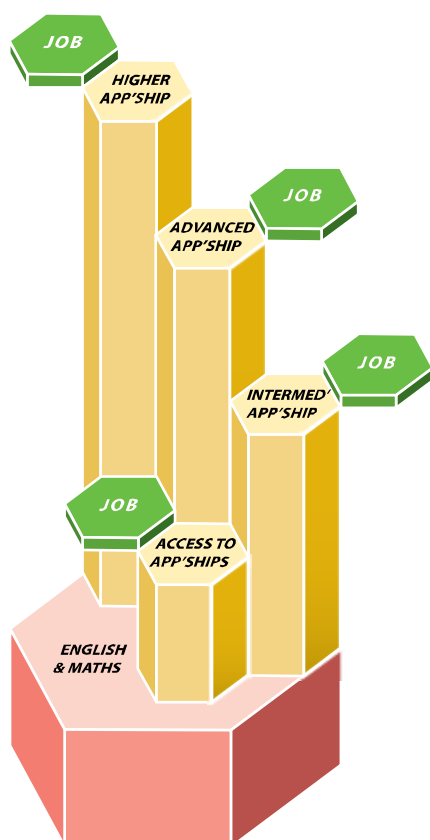 JOB
HIGHER
APP'SHIP
ADVANCED
APP'SHIP
JOB
INTERMED'
APP'SHIP
JOB
JOB
ACCESS TO
APP'SHIPS
ENGLISH
& MATHS